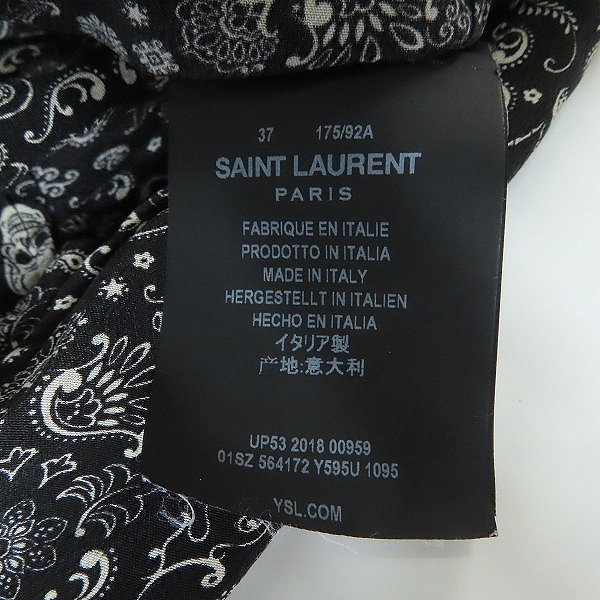 37 175/92A
SAINT LAURENT
PARIS
FABRIQUE EN ITALIE
PRODOTTO IN ITALIA
MADE IN ITALY
HERGESTELLT IN ITALIEN
HECHO EN ITALIA
イタリア製
产地:意大利
UP53 2018 00959
01SZ 564172 Y595U 1095
YSL.COM